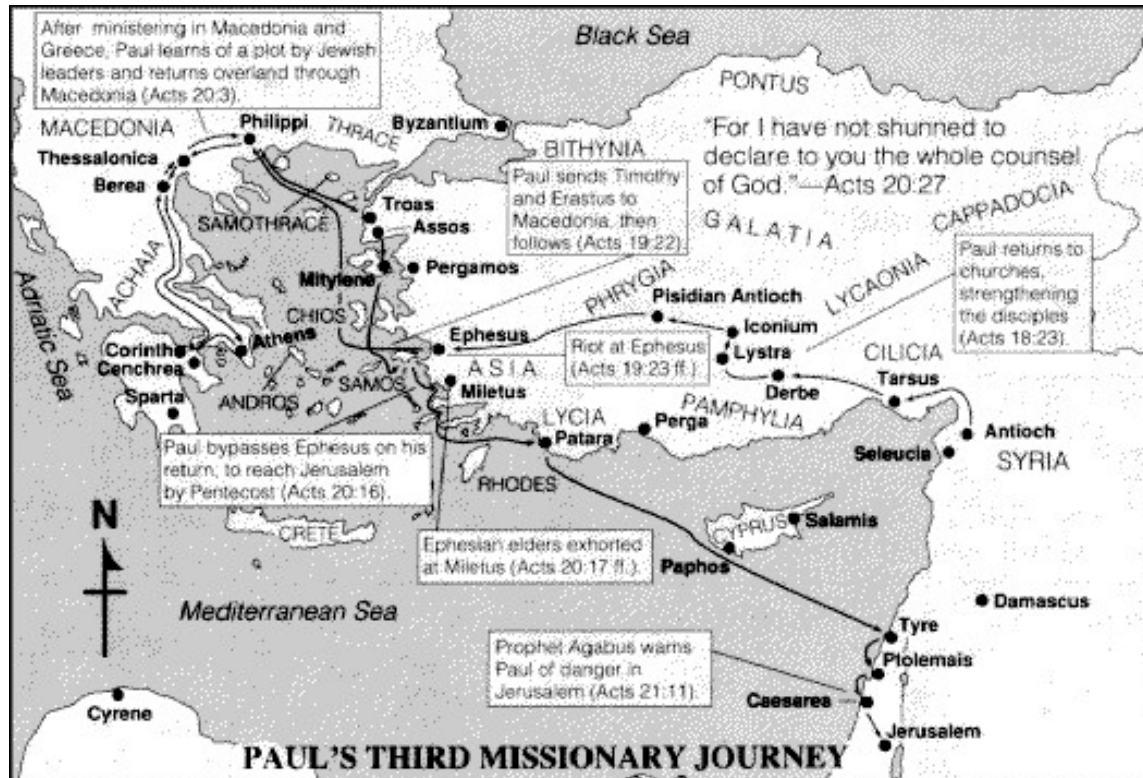 After ministering in Macedonia and
Greece, Paul learns of a plot by Jewish
leaders and returns overland through
Macedonia (Acts 20:3).
Black Sea
PONTUS
"For I have not shunned to
declare to you the whole counsel
of God."—Acts 20:27
MACEDONIA
Philippi
THRACE
Byzantium
BITHYNIA
Thessalonica
Berea
Paul sends Timothy
and Erastus to
Macedonia, then
follows (Acts 19:22).
SAMOTHRACE
Troas
Assos
GALATIA
CAPPADOCIA
Mitylene
Pergamos
Adriatic Sea
ACHAIA
CHIOS
PHRYGIA
Pisidian Antioch
LYCAONIA
Paul returns to
churches,
strengthening
the disciples
(Acts 18:23).
Corinth
Cenchrea
Athens
Ephesus
Iconium
Riot at Ephesus
(Acts 19:23 ff.)
Lystra
CILICIA
Sparta
ANDROS
SAMOS
ASIA
Miletus
Derbe
Tarsus
LYCIA
PAMPHYLIA
Patara
Perga
Antioch
Seleucia
SYRIA
Paul bypasses Ephesus on his
return, to reach Jerusalem
by Pentecost (Acts 20:16).
RHODES
N
CRETE
CYPRUS
Salamis
Paphos
Ephesian elders exhorted
at Miletus (Acts 20:17 ff.).
Mediterranean Sea
Damascus
Tyre
Prophet Agabus warns
Paul of danger in
Jerusalem (Acts 21:11).
Ptolemais
Caesarea
Cyrene
Jerusalem
PAUL'S THIRD MISSIONARY JOURNEY